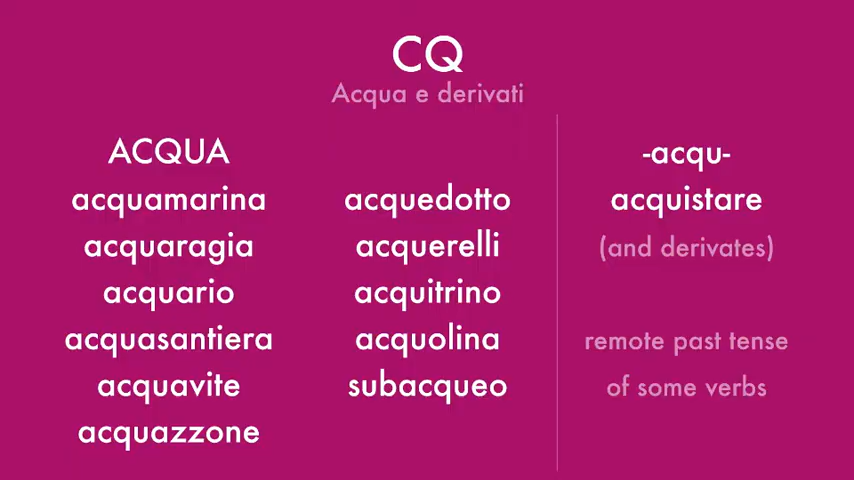 CQ
Acqua e derivati
ACQUA
acquamarina
acquaragia
acquario
acquasantiera
acquavite
acquazzone
acquedotto
acquerelli
acquitrino
acquolina
subacqueo
-acqu-
acquistare
(and derivates)
remote past tense
of some verbs